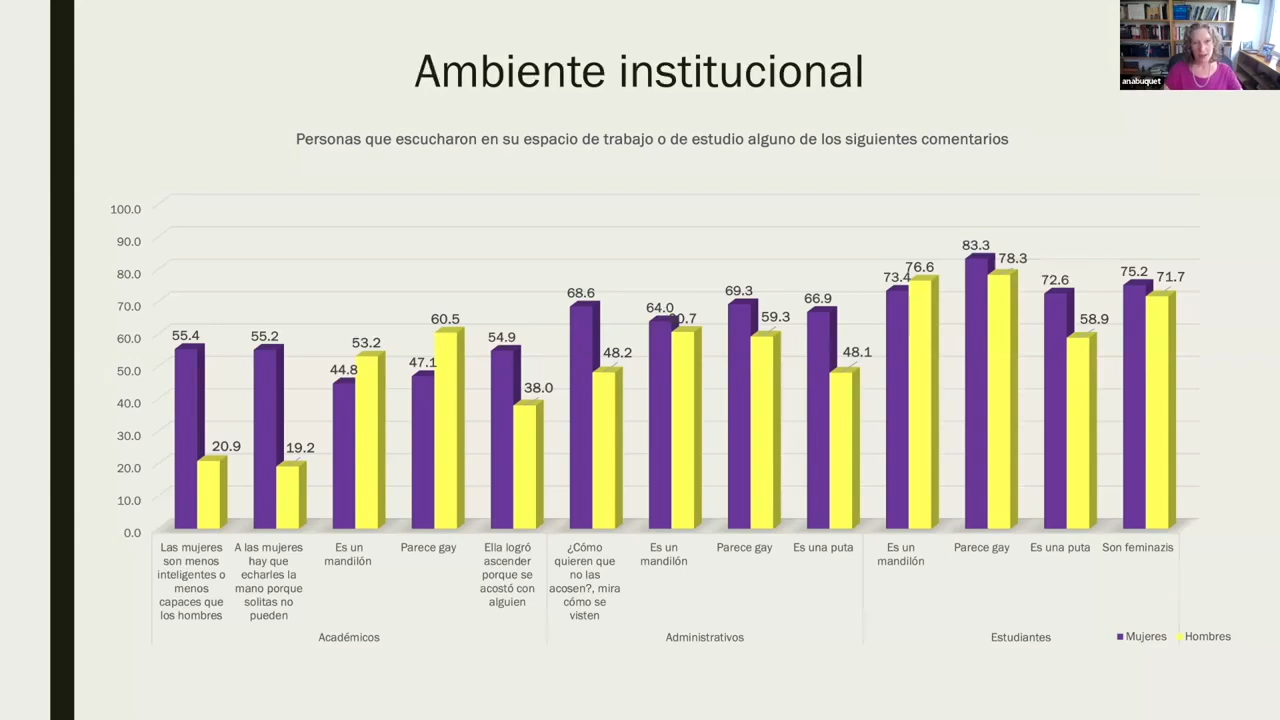 Ambiente institucional
anabuquet
Personas que escucharon en su espacio de trabajo o de estudio alguno de los siguientes comentarios
100.0
90.0
80.0
70.0
60.0
50.0
40.0
30.0
20.0
10.0
0.0
55.4
20.9
55.2
19.2
44.8
53.2
47.1
60.5
54.9
38.0
68.6
48.2
64.0
60.7
69.3
59.3
66.9
48.1
73.4
76.6
83.3
78.3
72.6
58.9
75.2
71.7
Las mujeres
son menos
inteligentes o
menos
capaces que
los hombres
A las mujeres
hay que
echarles la
mano porque
solitas no
pueden
Es un
mandilón
Parece gay
Ella logró
ascender
porque se
acostó con
alguien
¿Cómo
quieren que
no las
acosen?, mira
cómo se
visten
Es un
mandilón
Parece gay
Es una puta
Es un
mandilón
Parece gay
Es una puta
Son feminazis
Académicos
Administrativos
Estudiantes
Mujeres
Hombres